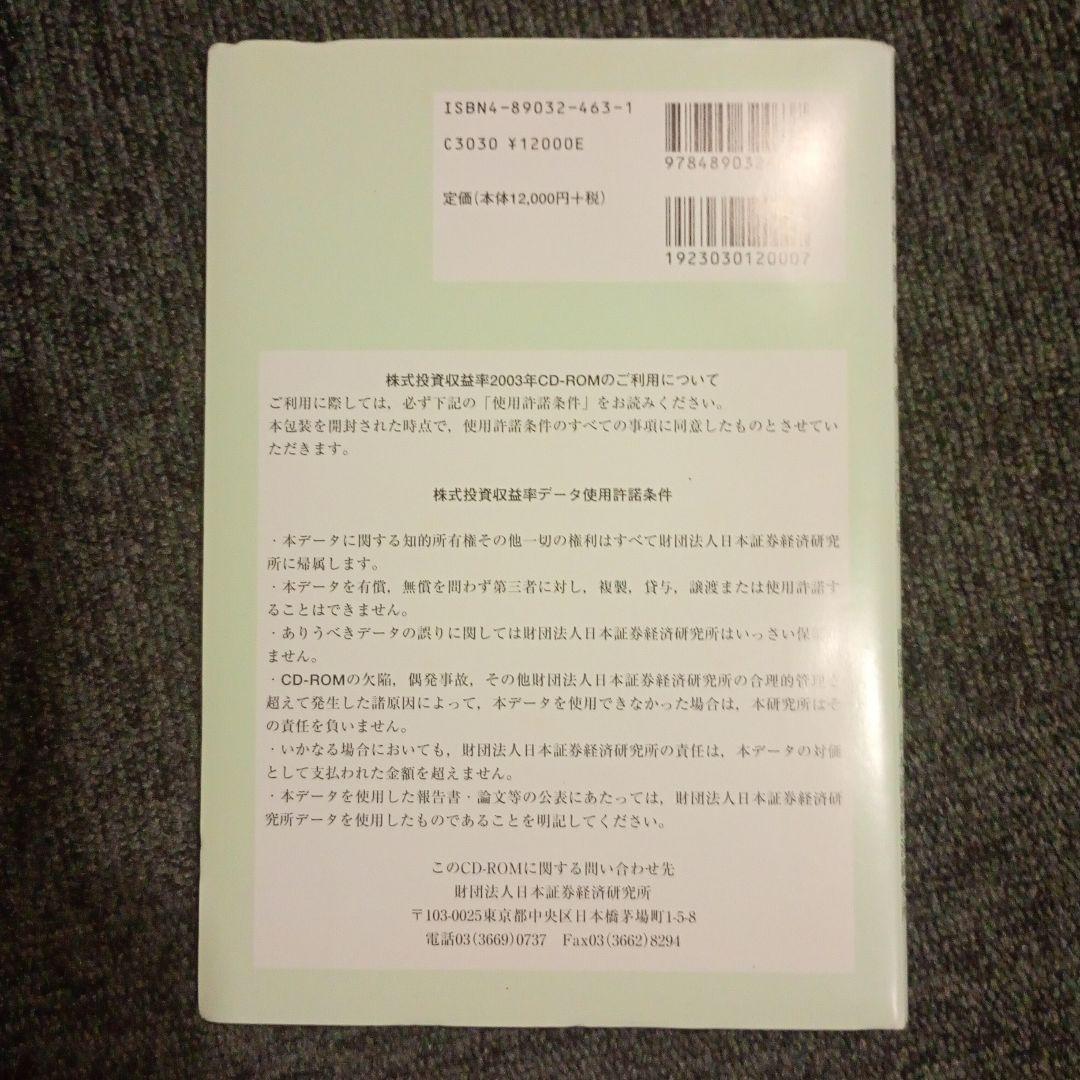 ISBN4-89032-463-1
C3030 ¥12000E
978489032
定価(本体12,000円+税)
1923030120007
株式投資収益率2003年CD-ROMのご利用について
ご利用に際しては，必ず下記の「使用許諾条件」をお読みください。
本包装を開封された時点で，使用許諾条件のすべての事項に同意したものとさせてい
ただきます。
株式投資収益率データ使用許諾条件
・本データに関する知的所有権その他一切の権利はすべて財団法人日本証券経済研究
所に帰属します。
・本データを有償，無償を問わず第三者に対し，複製，貸与，譲渡または使用許諾す
ることはできません。
・ありうべきデータの誤りに関しては財団法人日本証券経済研究所はいっさい保
ません。
・CD-ROMの欠陥，偶発事故，その他財団法人日本証券経済研究所の合理的管理を
超えて発生した諸原因によって，本データを使用できなかった場合は，本研究所はそ
の責任を負いません。
・いかなる場合においても，財団法人日本証券経済研究所の責任は，本データの対価
として支払われた金額を超えません。
・本データを使用した報告書・論文等の公表にあたっては，財団法人日本証券経済研
究所データを使用したものであることを明記してください。
このCD-ROMに関する問い合わせ先
財団法人日本証券経済研究所
〒103-0025東京都中央区日本橋茅場町1-5-8
電話03(3669)0737 Fax03(3662)8294